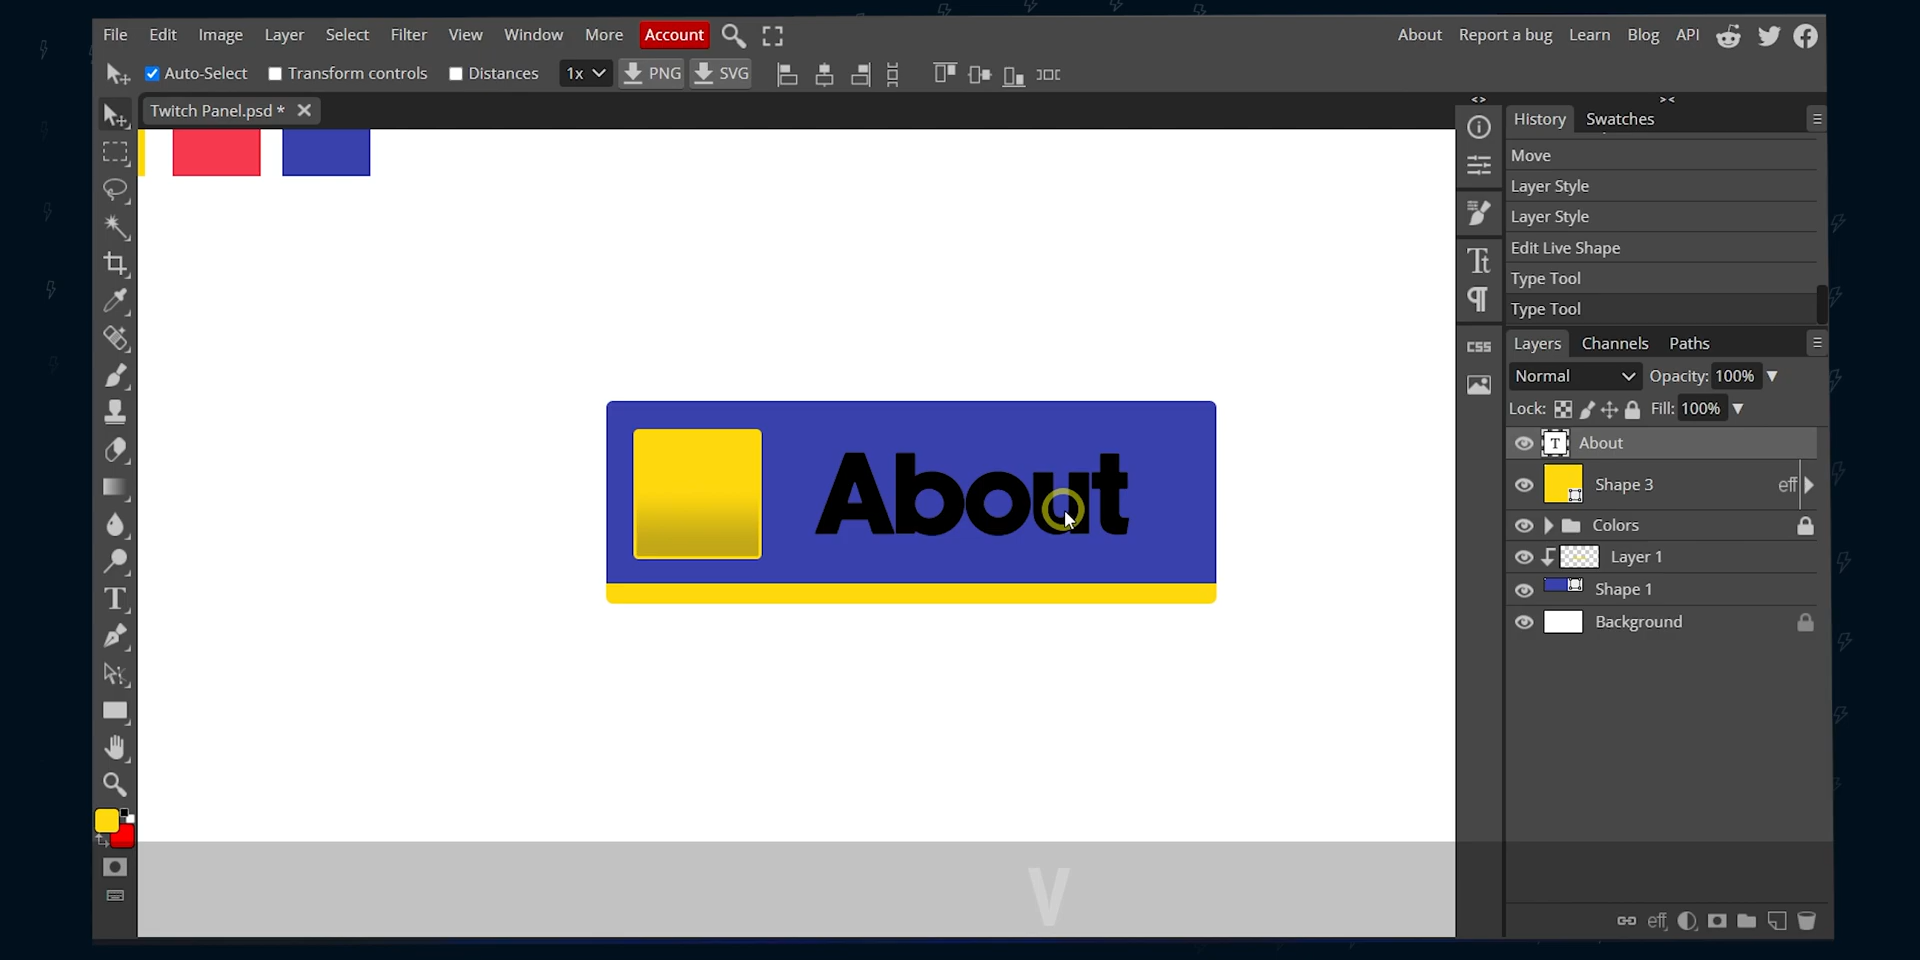 File Edit Image Layer Select Filter View Window More Account About Report a bug Learn Blog API
Auto-Select Transform controls Distances 1x PNG SVG
Twitch Panel.psd *
History Swatches
Move
Layer Style
Layer Style
Edit Live Shape
Type Tool
Type Tool
CSS
Layers Channels Paths
Normal Opacity: 100%
Lock: Fill: 100%
T About
Shape 3 eff
Colors
Layer 1
Shape 1
Background
About
V
eff